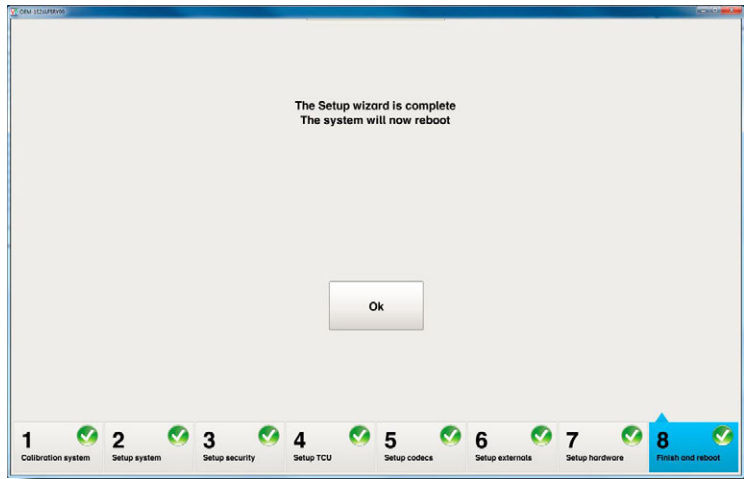 The Setup wizard is complete
The system will now reboot
Ok
1
Calibration system
2
Setup system
3
Setup security
4
Setup TCU
5
Setup codecs
6
Setup externals
7
Setup hardware
8
Finish and reboot